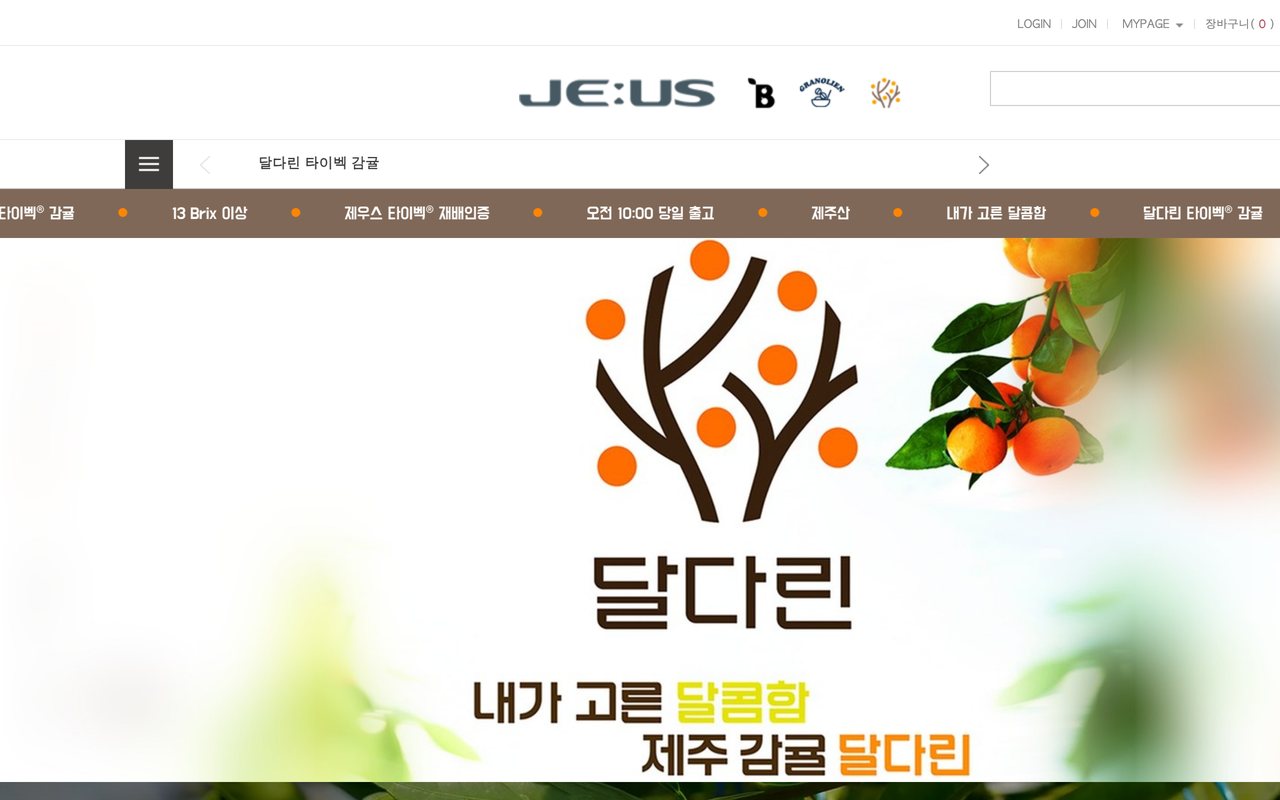 LOGIN JOIN MYPAGE 장바구니( 0 )
JE:US B GRANOLIEN
달다린 타이벡 감귤
타이벡® 감귤 13 Brix 이상 제우스 타이벡® 재배인증 오전 10:00 당일 출고 제주산 내가 고른 달콤함 달다린 타이벡® 감귤
달다린
내가 고른 달콤함
제주 감귤 달다린